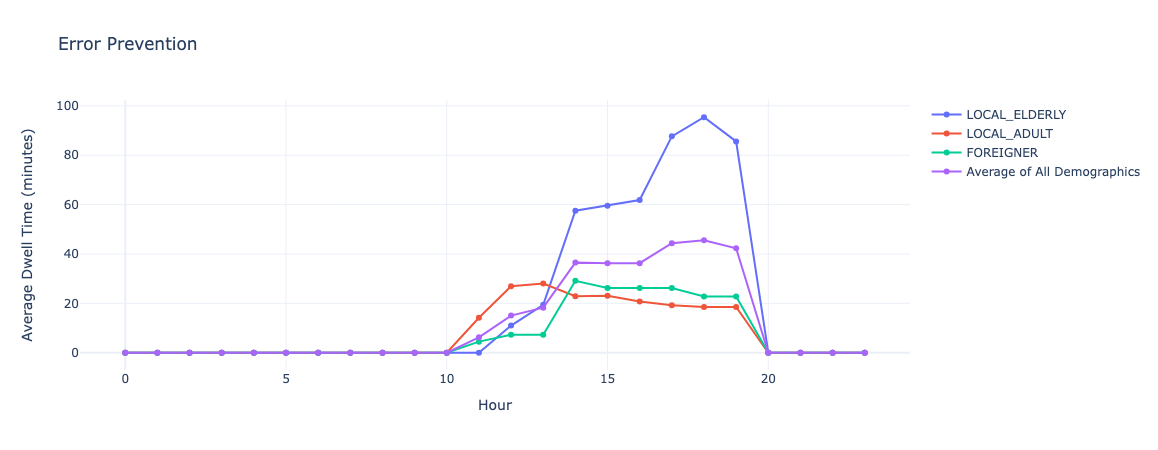 Error Prevention
Average Dwell Time (minutes)
100
80
60
40
20
0
0
5
10
15
20
Hour
LOCAL_ELDERLY
LOCAL_ADULT
FOREIGNER
Average of All Demographics